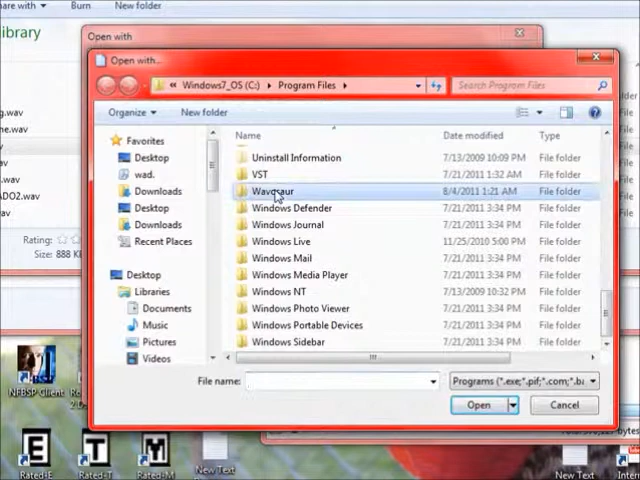 are with Burn New folder
library
Open with
Open with...
Windows7_OS (C:) Program Files Search Program Files
Organize New folder
Name Date modified Type
Favorites
Desktop
wad.
Downloads
Desktop
Downloads
Recent Places
Desktop
Libraries
Documents
Music
Pictures
Videos
Uninstall Information 7/13/2009 10:09 PM File folder
VST 7/21/2011 1:32 AM File folder
Wavosaur 8/4/2011 1:21 AM File folder
Windows Defender 7/21/2011 3:34 PM File folder
Windows Journal 7/21/2011 3:34 PM File folder
Windows Live 11/25/2010 5:00 PM File folder
Windows Mail 7/21/2011 3:34 PM File folder
Windows Media Player 7/21/2011 3:34 PM File folder
Windows NT 7/13/2009 10:32 PM File folder
Windows Photo Viewer 7/21/2011 3:34 PM File folder
Windows Portable Devices 7/21/2011 3:34 PM File folder
Windows Sidebar 7/21/2011 3:34 PM File folder
File name: Programs (*.exe;*.pif;*.com;*.ba
Open Cancel
g.wav
ne.wav
.wav
v
.wav
ADO2.wav
Rating:
Size: 888 K
NFBSP Client
E T M
Rated-E Rated-T Rated-M
New Text
New Text
Intern